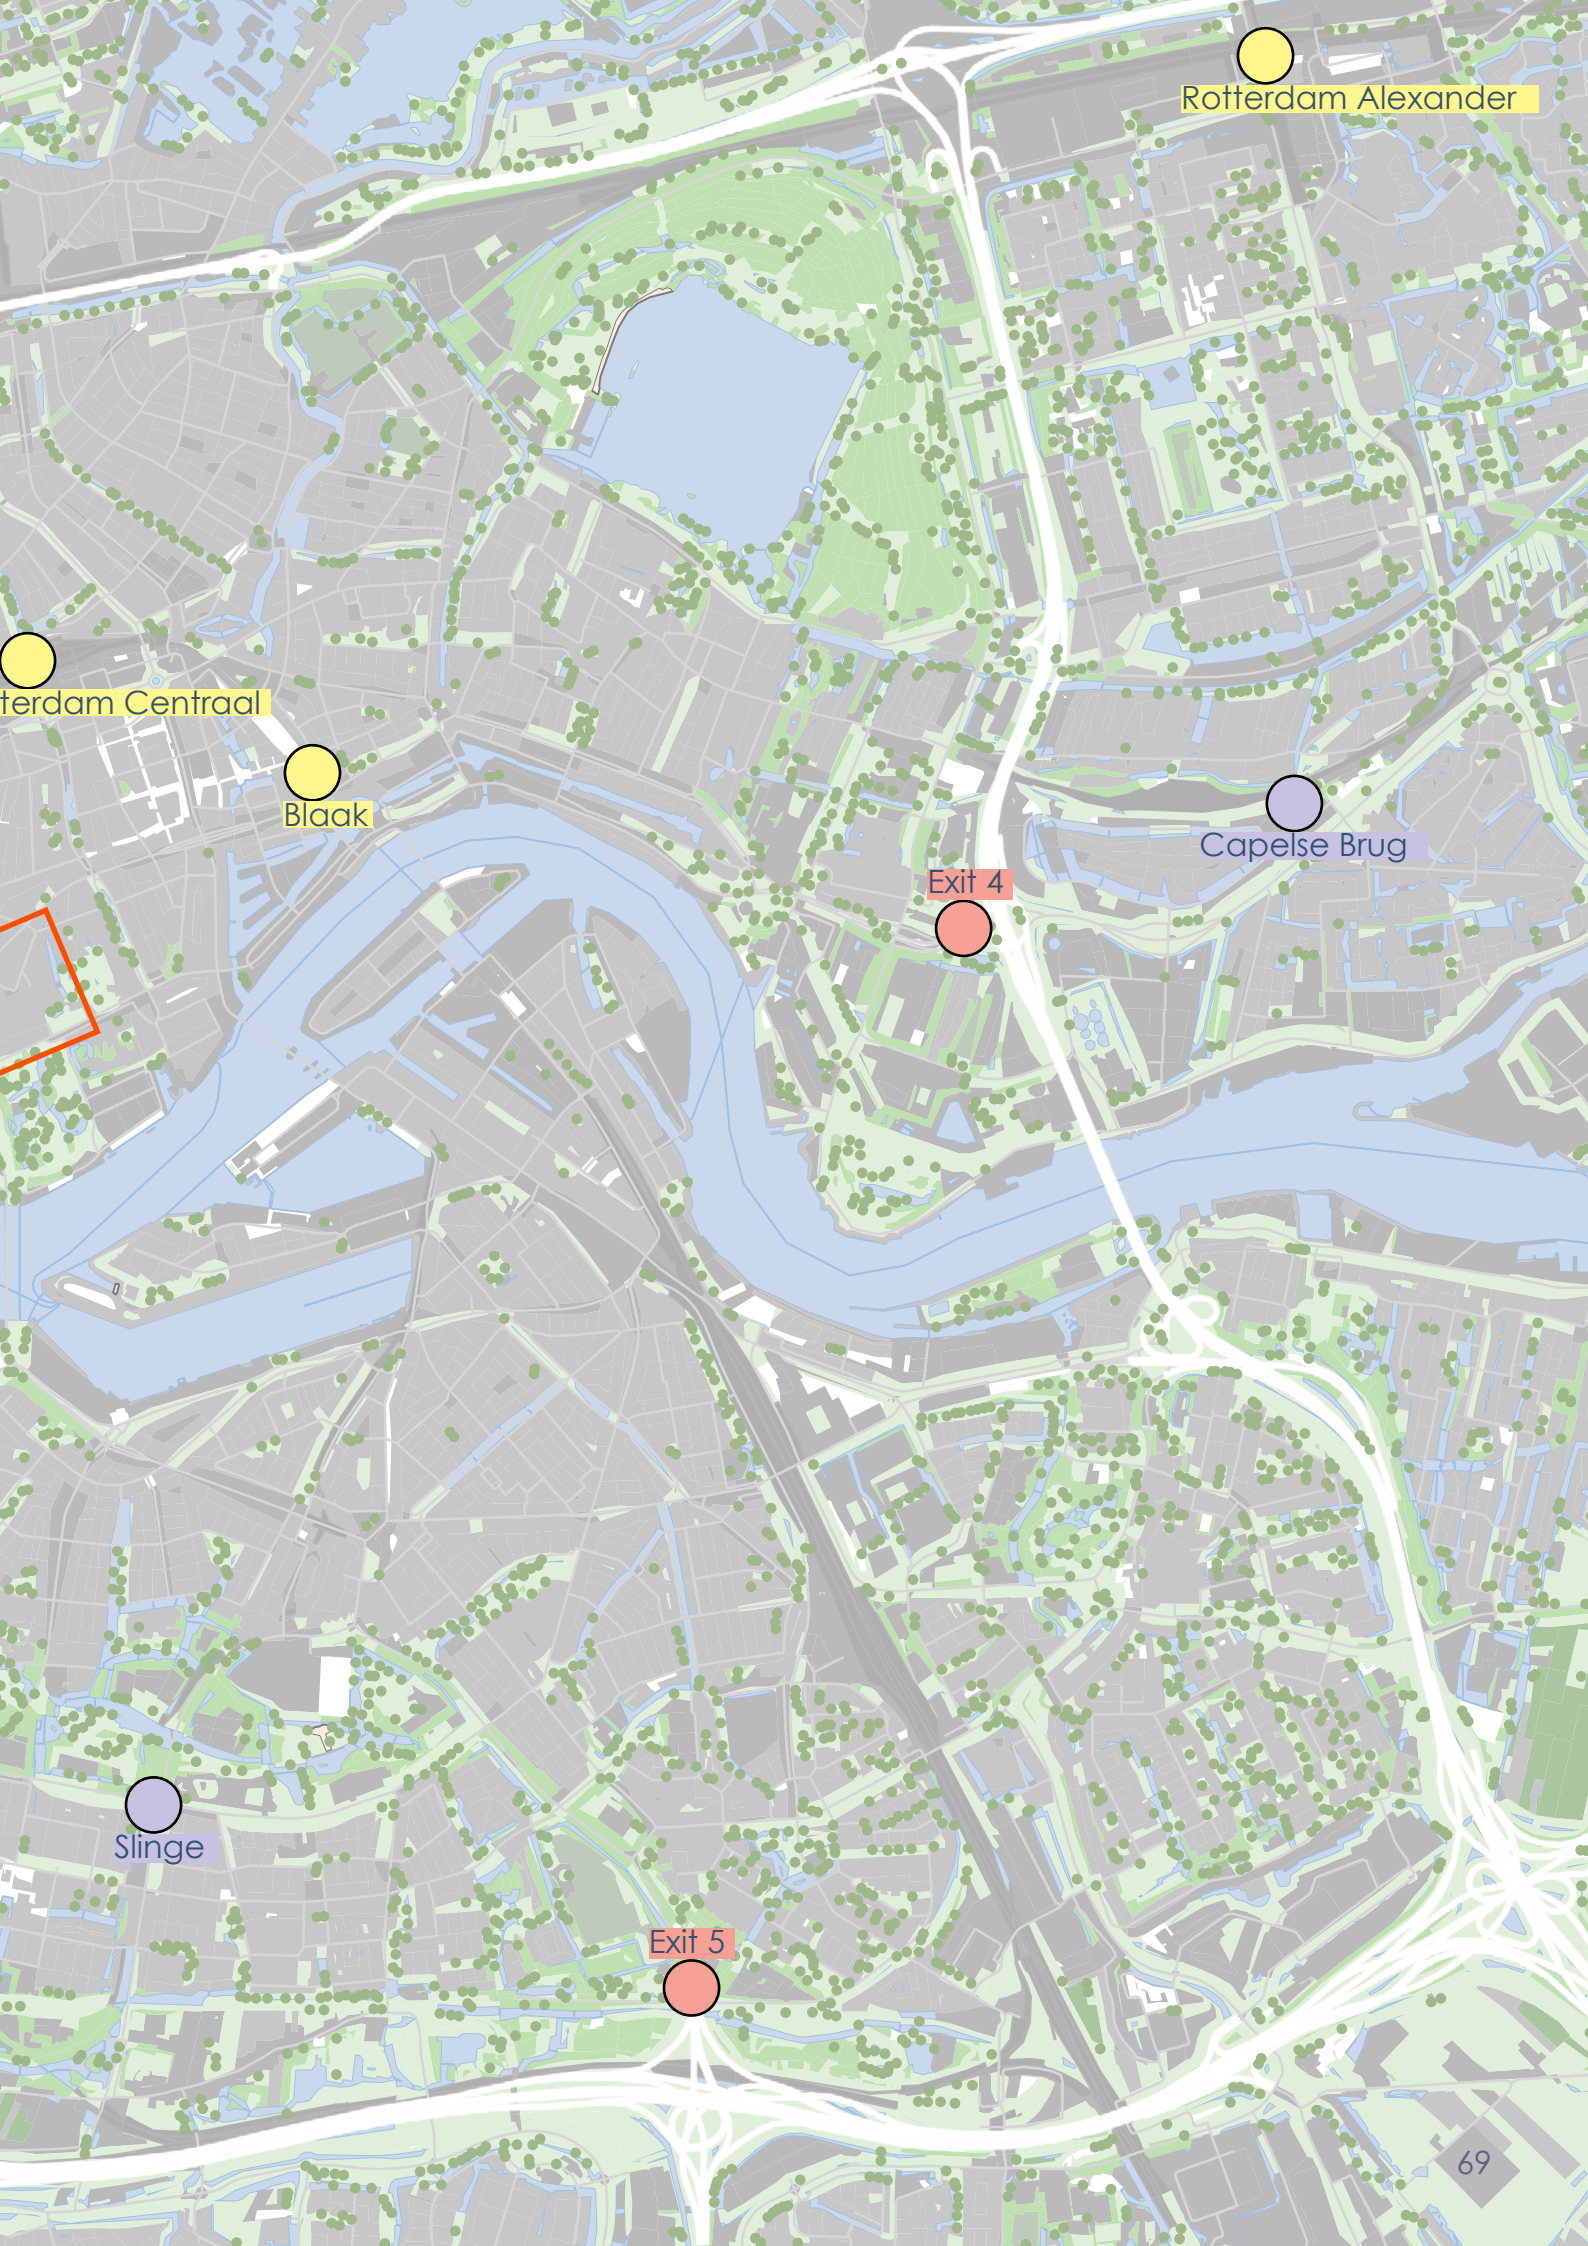 Rotterdam Alexander
terdam Centraal
Blaak
Capelse Brug
Exit 4
Slinge
Exit 5
69